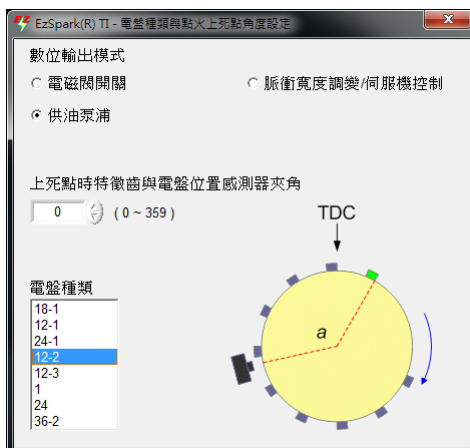 EzSpark(R) TI - 電盤種類與點火上死點角度設定
數位輸出模式
電磁閥開關
脈衝寬度調變/伺服機控制
供油泵浦
上死點時特徵齒與電盤位置感測器夾角
0
( 0 ~ 359 )
TDC
a
電盤種類
18-1
12-1
24-1
12-2
12-3
1
24
36-2